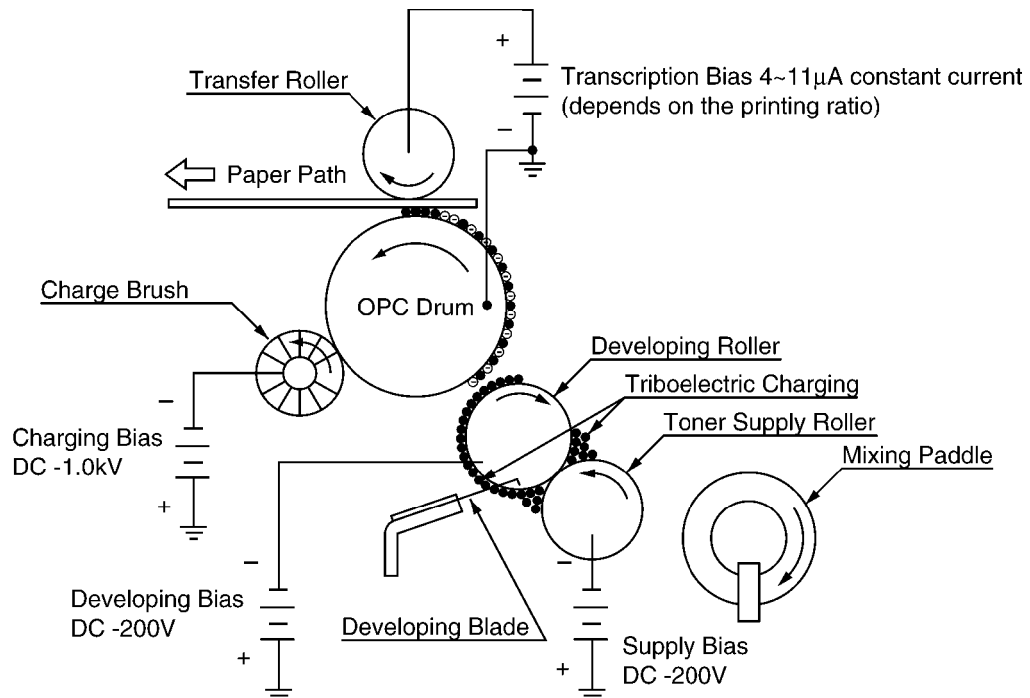 +
Transfer Roller
Transcription Bias 4~11µA constant current
(depends on the printing ratio)
−
Paper Path
Charge Brush
OPC Drum
Developing Roller
Triboelectric Charging
Toner Supply Roller
Mixing Paddle
−
Charging Bias
DC -1.0kV
+
−
Developing Bias
DC -200V
+
Developing Blade
−
Supply Bias
DC -200V
+